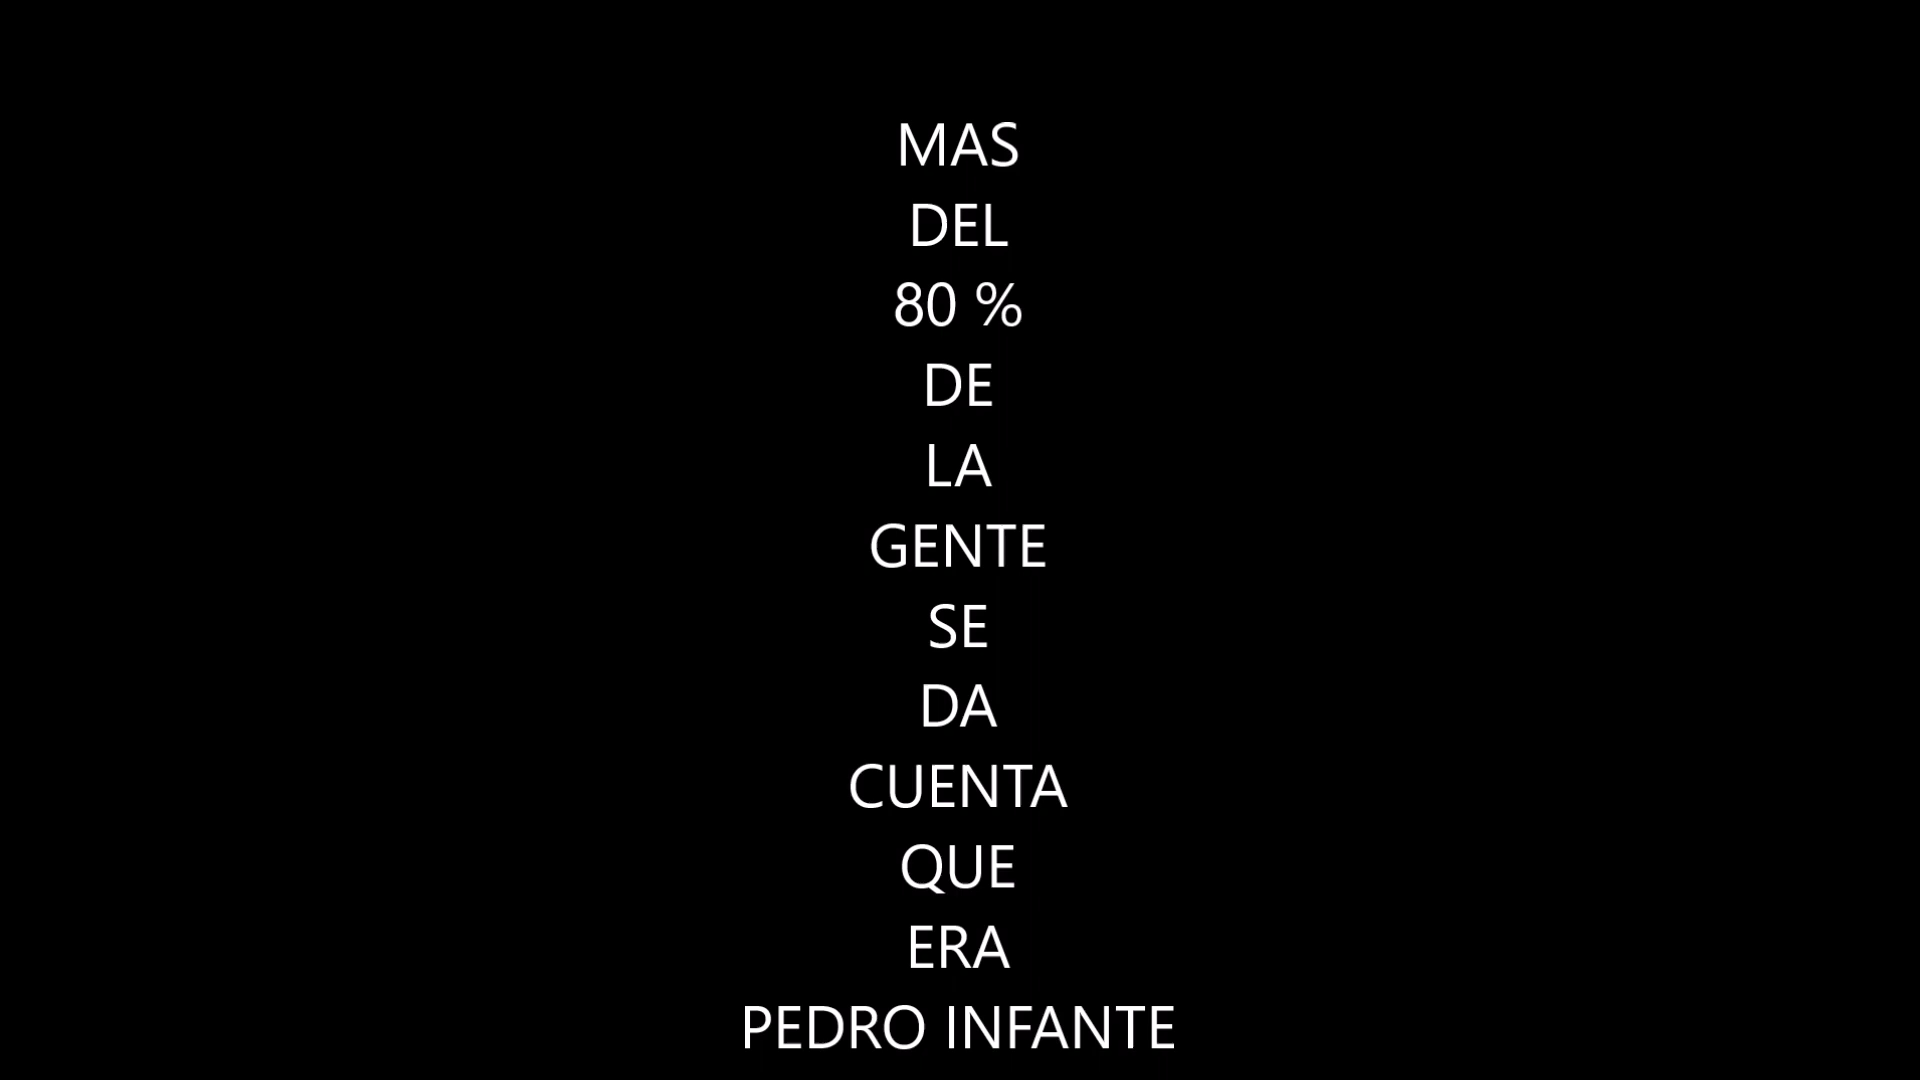 MAS
DEL
80 %
DE
LA
GENTE
SE
DA
CUENTA
QUE
ERA
PEDRO INFANTE